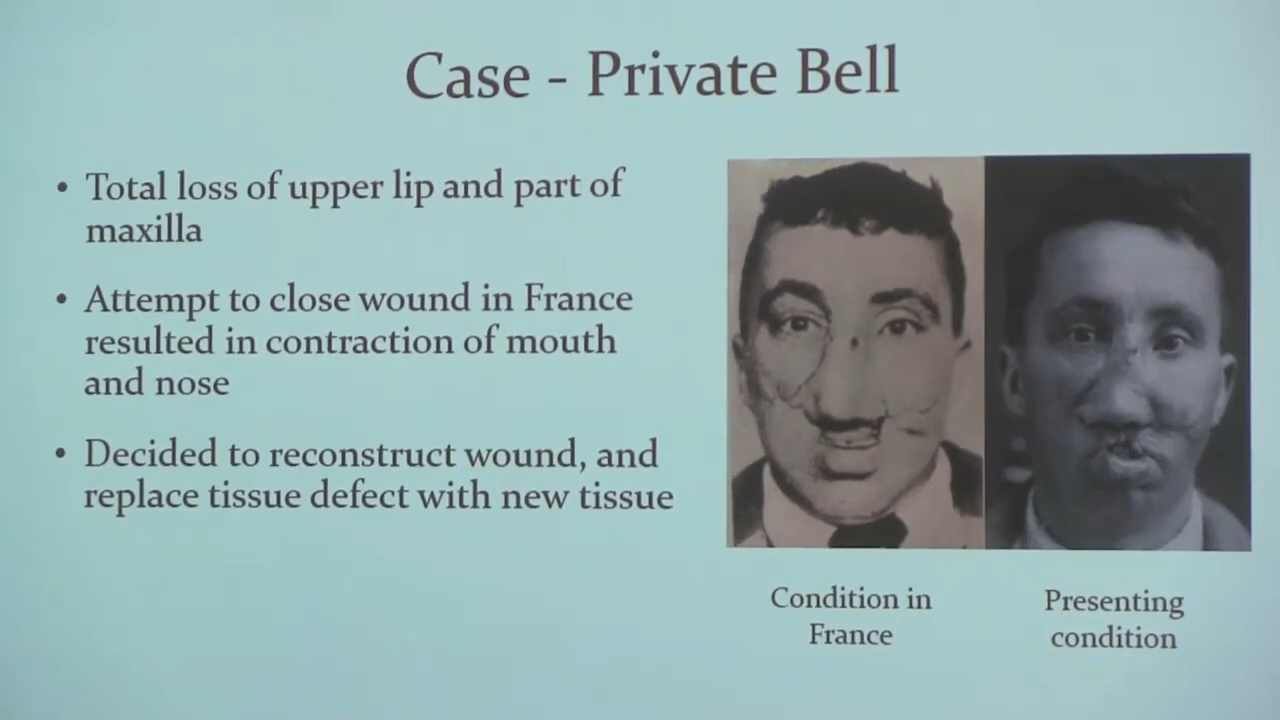 Case - Private Bell
• Total loss of upper lip and part of
maxilla
• Attempt to close wound in France
resulted in contraction of mouth
and nose
• Decided to reconstruct wound, and
replace tissue defect with new tissue
Condition in
France
Presenting
condition